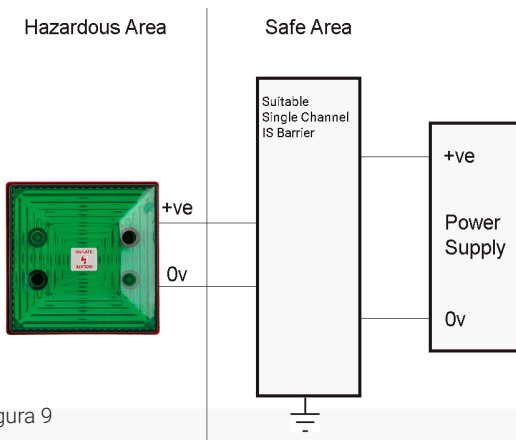 Hazardous Area
Safe Area
Suitable
Single Channel
IS Barrier
+ve
+ve
Power
Supply
0v
0v
gura 9